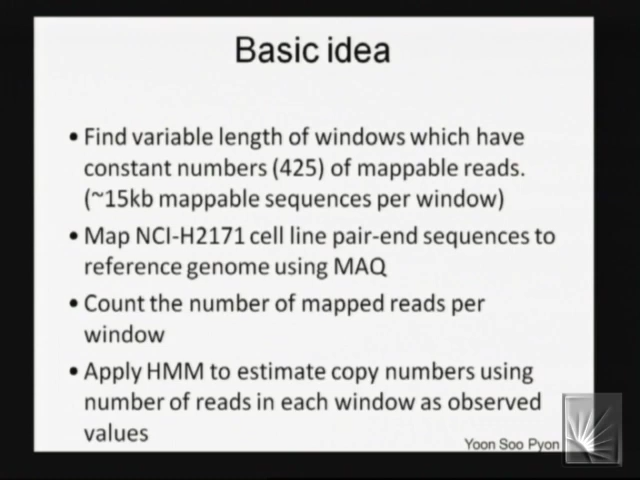 Basic idea
• Find variable length of windows which have
constant numbers (425) of mappable reads.
(~15kb mappable sequences per window)
• Map NCI-H2171 cell line pair-end sequences to
reference genome using MAQ
• Count the number of mapped reads per
window
• Apply HMM to estimate copy numbers using
number of reads in each window as observed
values
Yoon Soo Pyon